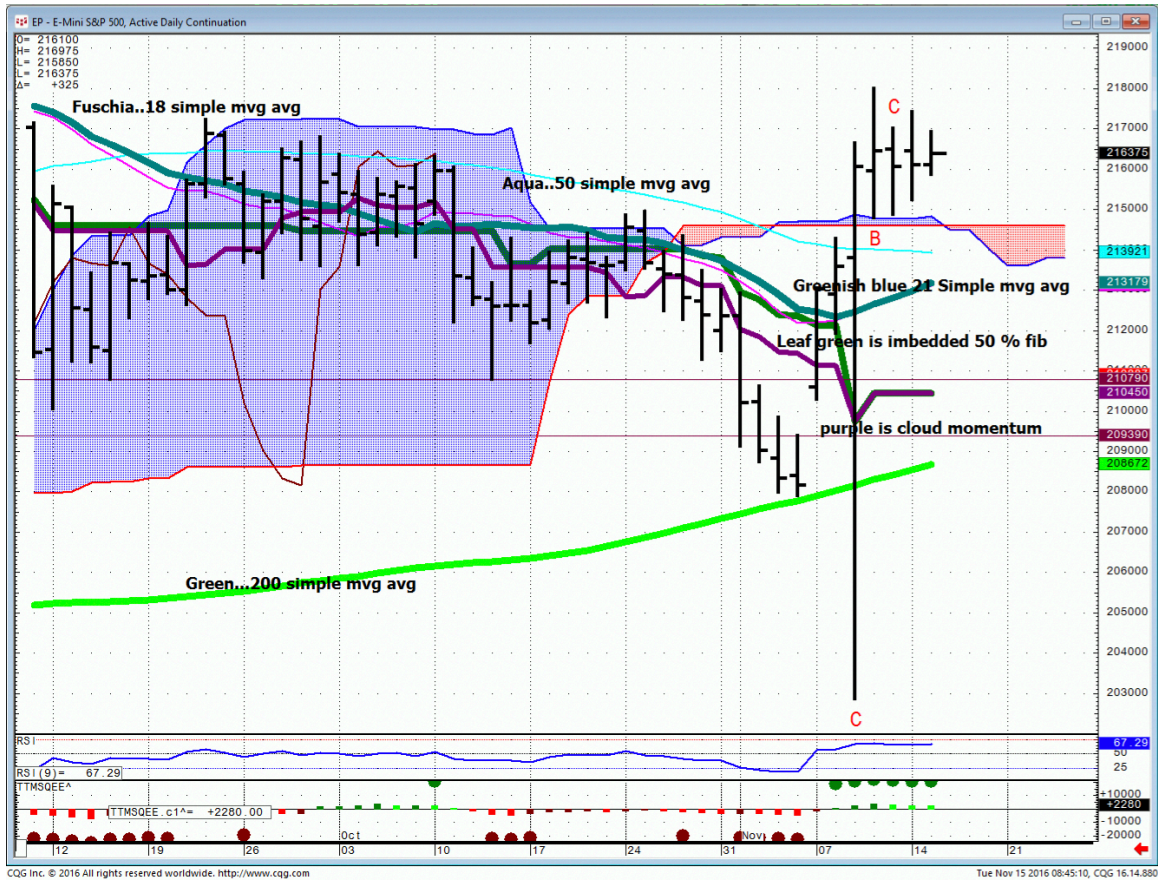 EP - E-Mini S&P 500, Active Daily Continuation
O= 216100
H= 216975
L= 215850
L= 216375
Δ= +325
Fuschia..18 simple mvg avg
Aqua..50 simple mvg avg
C
B
Greenish blue 21 Simple mvg avg
Leaf green is imbedded 50 % fib
purple is cloud momentum
Green...200 simple mvg avg
C
219000
218000
217000
216375
216000
215000
213921
213179
212000
210790
210450
210000
209390
208672
208000
207000
206000
205000
204000
203000
RSI
67.29
50
25
RSI(9)= 67.29
TTMSQEE^
TTMSQEE.c1^= +2280.00
+10000
+2280
-10000
-20000
Oct
Nov
12
19
26
03
10
17
24
31
07
14
21
CQG Inc. © 2016 All rights reserved worldwide. http://www.cqg.com
Tue Nov 15 2016 08:45:10, CQG 16.14.880